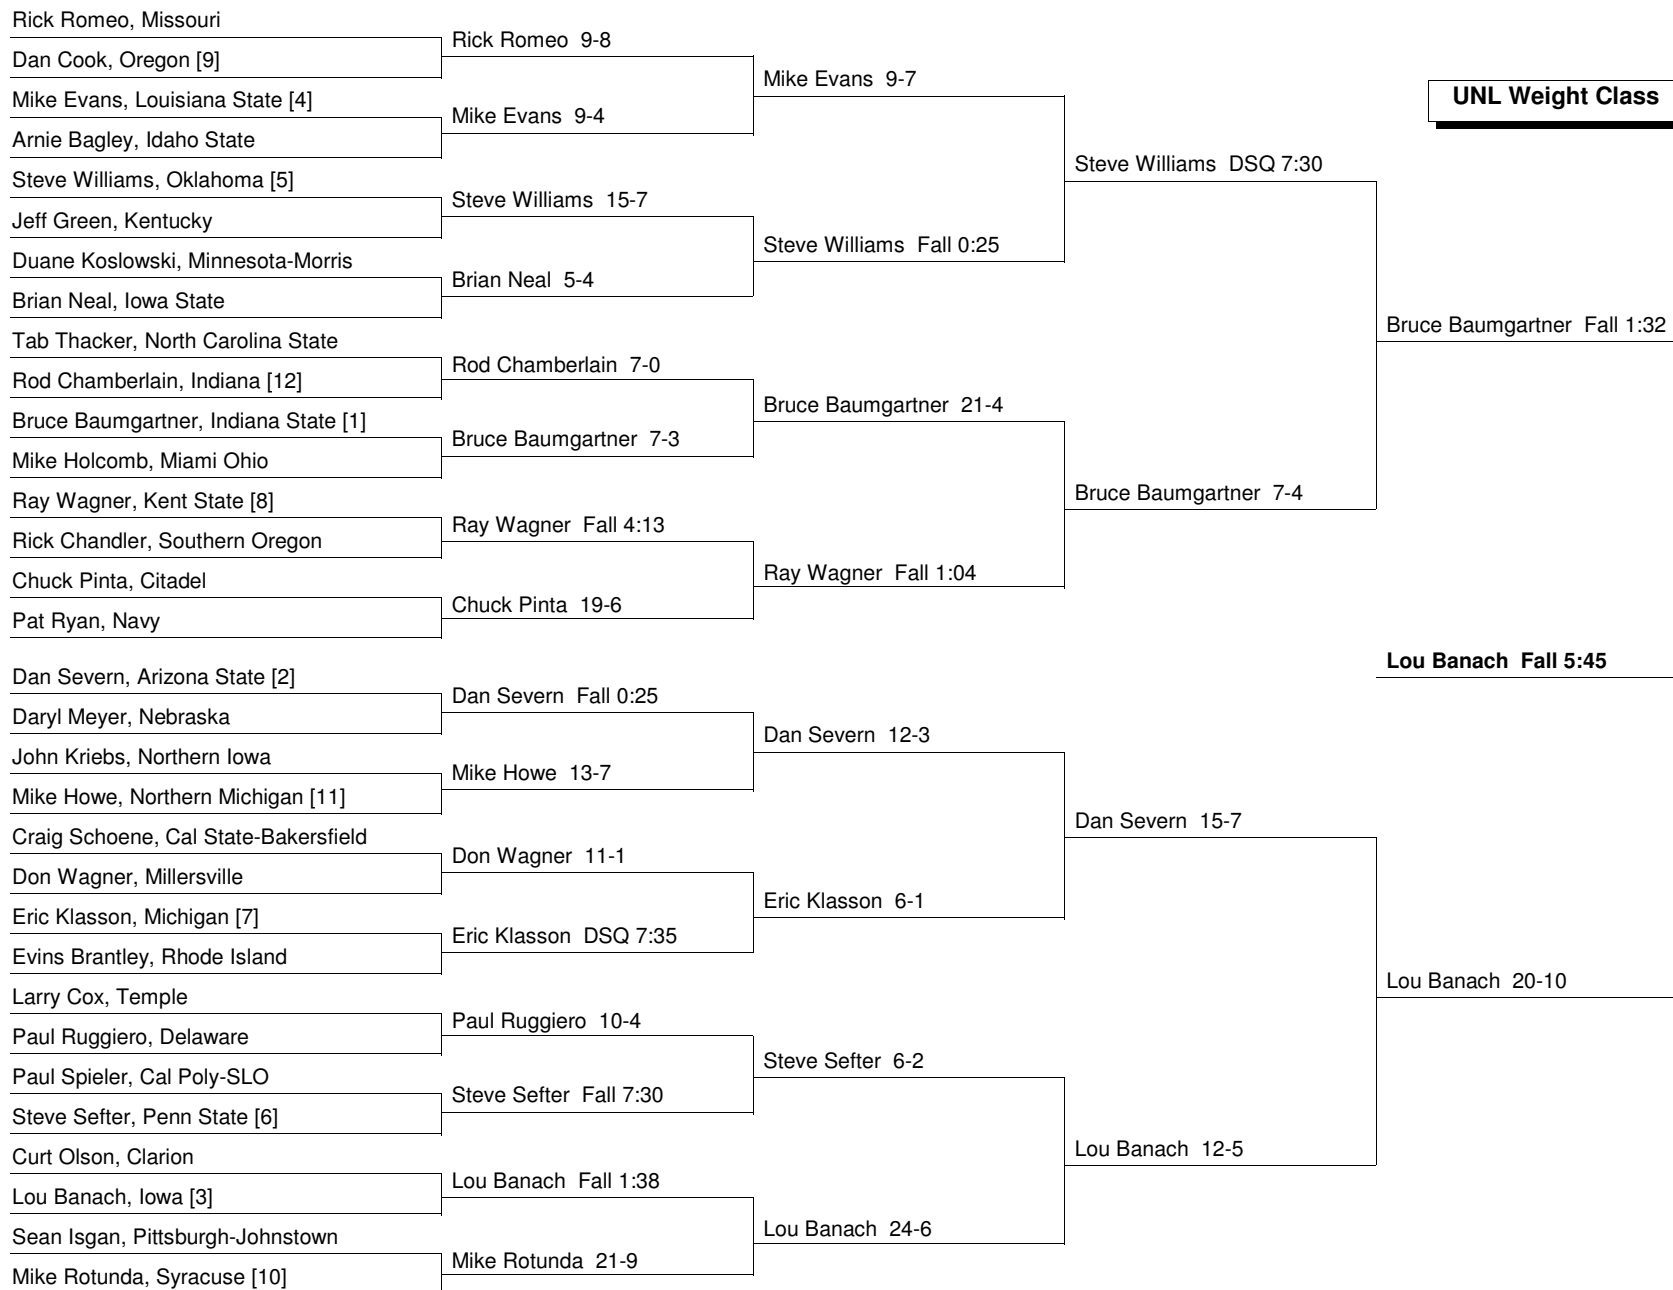 Rick Romeo, Missouri
Dan Cook, Oregon [9]
Mike Evans, Louisiana State [4]
Arnie Bagley, Idaho State
Steve Williams, Oklahoma [5]
Jeff Green, Kentucky
Duane Koslowski, Minnesota-Morris
Brian Neal, Iowa State
Tab Thacker, North Carolina State
Rod Chamberlain, Indiana [12]
Bruce Baumgartner, Indiana State [1]
Mike Holcomb, Miami Ohio
Ray Wagner, Kent State [8]
Rick Chandler, Southern Oregon
Chuck Pinta, Citadel
Pat Ryan, Navy
Dan Severn, Arizona State [2]
Daryl Meyer, Nebraska
John Kriebs, Northern Iowa
Mike Howe, Northern Michigan [11]
Craig Schoene, Cal State-Bakersfield
Don Wagner, Millersville
Eric Klasson, Michigan [7]
Evins Brantley, Rhode Island
Larry Cox, Temple
Paul Ruggiero, Delaware
Paul Spieler, Cal Poly-SLO
Steve Sefter, Penn State [6]
Curt Olson, Clarion
Lou Banach, Iowa [3]
Sean Isgan, Pittsburgh-Johnstown
Mike Rotunda, Syracuse [10]
Rick Romeo 9-8
Mike Evans 9-4
Steve Williams 15-7
Brian Neal 5-4
Rod Chamberlain 7-0
Bruce Baumgartner 7-3
Ray Wagner Fall 4:13
Chuck Pinta 19-6
Dan Severn Fall 0:25
Mike Howe 13-7
Don Wagner 11-1
Eric Klasson DSQ 7:35
Paul Ruggiero 10-4
Steve Sefter Fall 7:30
Lou Banach Fall 1:38
Mike Rotunda 21-9
Mike Evans 9-7
Steve Williams Fall 0:25
Bruce Baumgartner 21-4
Ray Wagner Fall 1:04
Dan Severn 12-3
Eric Klasson 6-1
Steve Sefter 6-2
Lou Banach 24-6
Steve Williams DSQ 7:30
Bruce Baumgartner 7-4
Dan Severn 15-7
Lou Banach 12-5
UNL Weight Class
Bruce Baumgartner Fall 1:32
Lou Banach Fall 5:45
Lou Banach 20-10